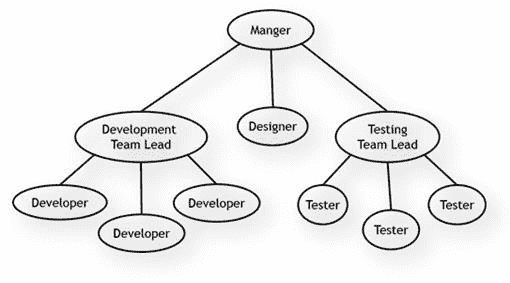 Manger
Development
Team Lead
Designer
Testing
Team Lead
Developer
Developer
Developer
Tester
Tester
Tester